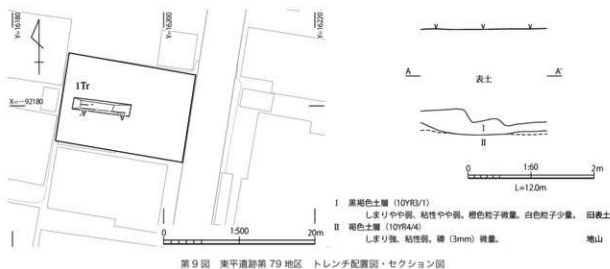 Y=16180
Y=16200
Y=16220
1Tr
X=-92180
0 1:500 20m
A 表土 A'
I
II
0 1:60 2m
L=12.0m
I 黒褐色土層 (10YR3/1)
しまりやや弱、粘性やや弱。橙色粒子微量。白色粒子少量。 旧表土
II 褐色土層 (10YR4/4)
しまり強、粘性弱。礫 (3mm) 微量。 地山
第9図 東平遺跡第79地区 トレンチ配置図・セクション図